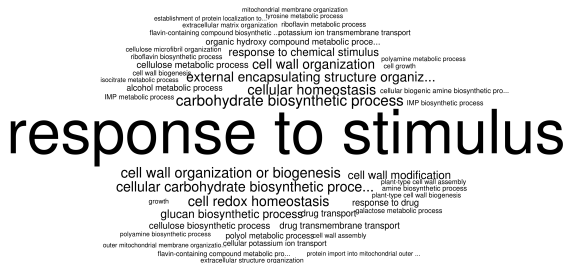 mitochondrial membrane organization
establishment of protein localization to... tyrosine metabolic process
extracellular matrix organization riboflavin metabolic process
flavin-containing compound biosynthetic ... potassium ion transmembrane transport
organic hydroxy compound metabolic proce...
cellulose microfibril organization response to chemical stimulus
riboflavin biosynthetic process polyamine metabolic process
cellulose metabolic process cell wall organization cell growth
cell wall biogenesis
isocitrate metabolic process external encapsulating structure organiz...
alcohol metabolic process cellular homeostasis cellular biogenic amine biosynthetic pro...
IMP metabolic process carbohydrate biosynthetic process IMP biosynthetic process
response to stimulus
cell wall organization or biogenesis cell wall modification
cellular carbohydrate biosynthetic proce... plant-type cell wall assembly
amine biosynthetic process
plant-type cell wall biogenesis
growth cell redox homeostasis response to drug
glucan biosynthetic process drug transport galactose metabolic process
cellulose biosynthetic process drug transmembrane transport
polyamine biosynthetic process polyol metabolic process cell wall assembly
outer mitochondrial membrane organizatio... cellular potassium ion transport
flavin-containing compound metabolic pro... protein import into mitochondrial outer ...
extracellular structure organization